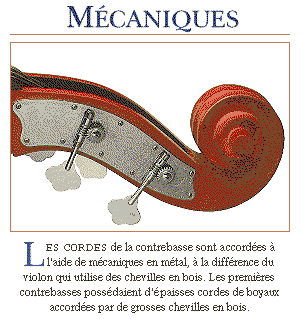 MÉCANIQUES
LES CORDES de la contrebasse sont accordées à
l'aide de mécaniques en métal, à la différence du
violon qui utilise des chevilles en bois. Les premières
contrebasses possédaient d'épaisses cordes de boyaux
accordées par de grosses chevilles en bois.